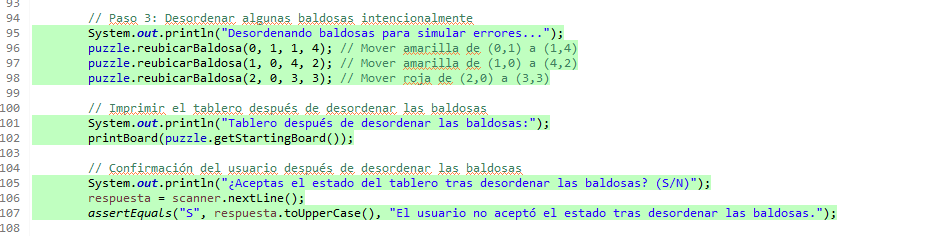 93
94 // Paso 3: Desordenar algunas baldosas intencionalmente
95 System.out.println("Desordenando baldosas para simular errores...");
96 puzzle.reubicarBaldosa(0, 1, 1, 4); // Mover amarilla de (0,1) a (1,4)
97 puzzle.reubicarBaldosa(1, 0, 4, 2); // Mover amarilla de (1,0) a (4,2)
98 puzzle.reubicarBaldosa(2, 0, 3, 3); // Mover roja de (2,0) a (3,3)
99
100 // Imprimir el tablero después de desordenar las baldosas
101 System.out.println("Tablero después de desordenar las baldosas:");
102 printBoard(puzzle.getStartingBoard());
103
104 // Confirmación del usuario después de desordenar las baldosas
105 System.out.println("¿Aceptas el estado del tablero tras desordenar las baldosas? (S/N)");
106 respuesta = scanner.nextLine();
107 assertEquals("S", respuesta.toUpperCase(), "El usuario no aceptó el estado tras desordenar las baldosas.");
108